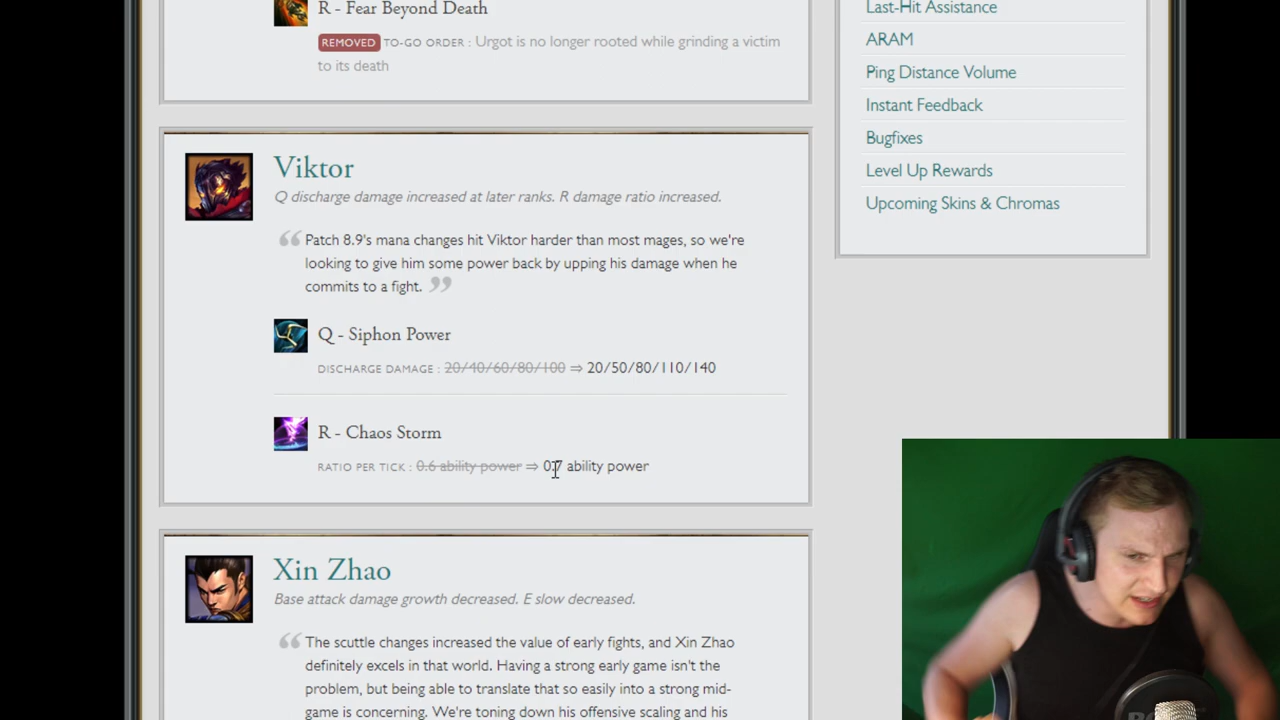 R - Fear Beyond Death
REMOVED TO-GO ORDER : Urgot is no longer rooted while grinding a victim
to its death
Viktor
Q discharge damage increased at later ranks. R damage ratio increased.
“ Patch 8.9's mana changes hit Viktor harder than most mages, so we're
looking to give him some power back by upping his damage when he
commits to a fight. ”
Q - Siphon Power
DISCHARGE DAMAGE : 20/40/60/80/100 ⇒ 20/50/80/110/140
R - Chaos Storm
RATIO PER TICK : 0.6 ability power ⇒ 0.7 ability power
Xin Zhao
Base attack damage growth decreased. E slow decreased.
“ The scuttle changes increased the value of early fights, and Xin Zhao
definitely excels in that world. Having a strong early game isn't the
problem, but being able to translate that so easily into a strong mid-
game is concerning. We're toning down his offensive scaling and his
Last-Hit Assistance
ARAM
Ping Distance Volume
Instant Feedback
Bugfixes
Level Up Rewards
Upcoming Skins & Chromas